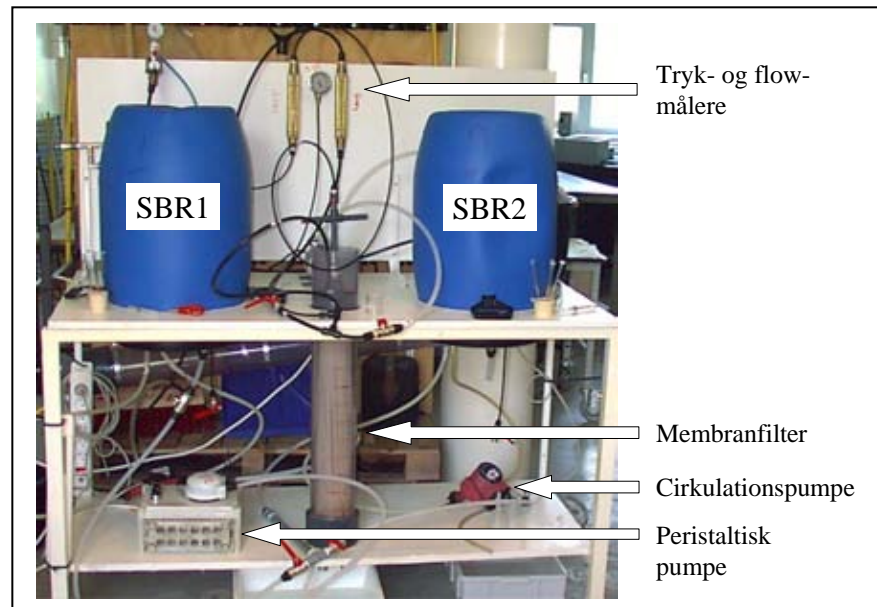 Tryk- og flow-
målere
SBR1
SBR2
Membranfilter
Cirkulationspumpe
Peristaltisk
pumpe